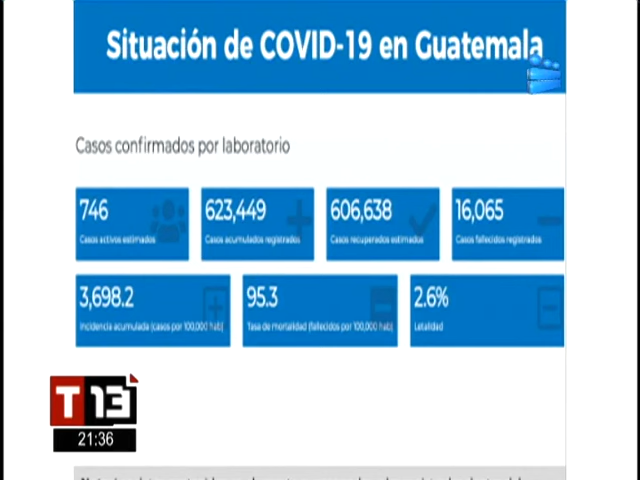 Situación de COVID-19 en Guatemala
Casos confirmados por laboratorio
746
Casos activos estimados
623,449
Casos acumulados registrados
606,638
Casos recuperados estimados
16,065
Casos fallecidos registrados
3,698.2
Incidencia acumulada (casos por 100,000 hab)
95.3
Tasa de mortalidad (fallecidos por 100,000 hab)
2.6%
Letalidad
T 13
21:36